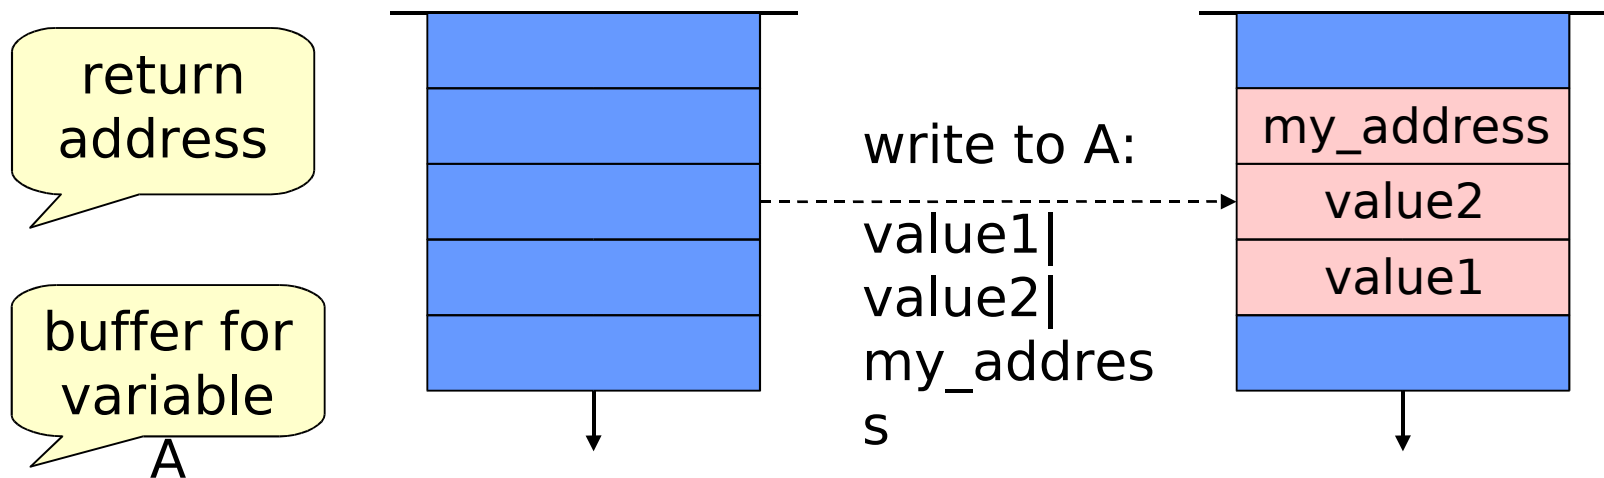 return
address
buffer for
variable
A
write to A:
value1|
value2|
my_addres
s
my_address
value2
value1